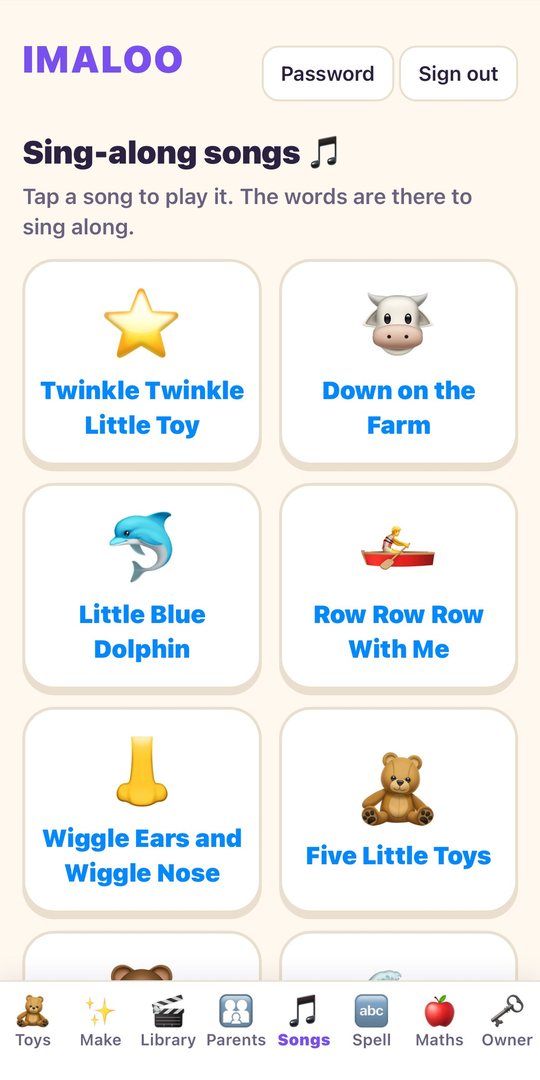 IMALOO
Password
Sign out
Sing-along songs
Tap a song to play it. The words are there to
sing along.
Twinkle Twinkle
Little Toy
Down on the
Farm
Little Blue
Dolphin
Row Row Row
With Me
Wiggle Ears and
Wiggle Nose
Five Little Toys
abc
Toys
Make
Library
Parents
Songs
Spell
Maths
Owner